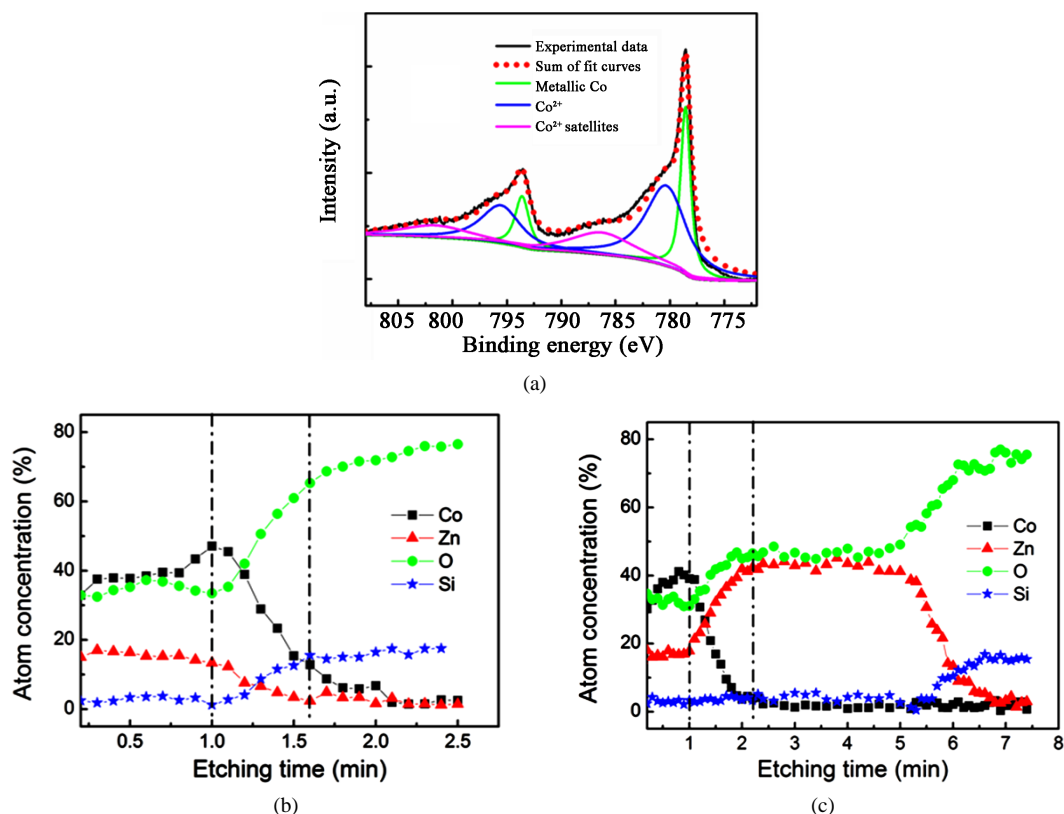 Intensity (a.u.)
Experimental data
Sum of fit curves
Metallic Co
Co²⁺
Co²⁺ satellites
805 800 795 790 785 780 775
Binding energy (eV)
(a)
Atom concentration (%)
80
60
40
20
0
Co
Zn
O
Si
0.5 1.0 1.5 2.0 2.5
Etching time (min)
(b)
Atom concentration (%)
80
60
40
20
0
Co
Zn
O
Si
1 2 3 4 5 6 7 8
Etching time (min)
(c)